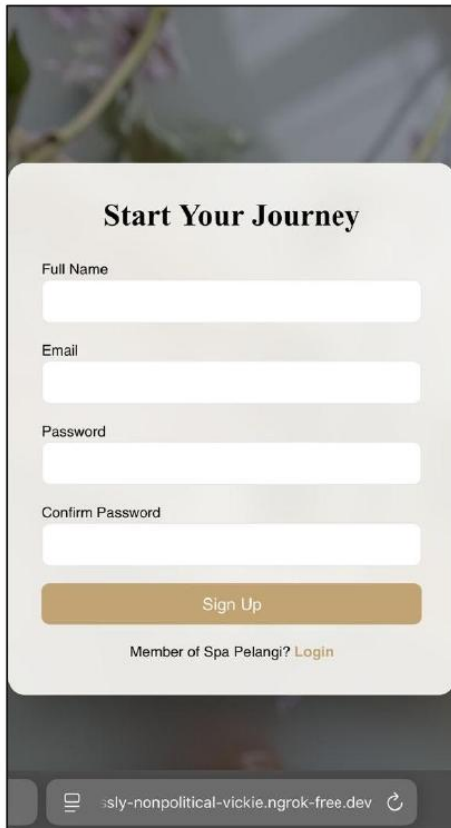 Start Your Journey
Full Name
Email
Password
Confirm Password
Sign Up
Member of Spa Pelangi? Login
ssly-nonpolitical-vickie.ngrok-free.dev